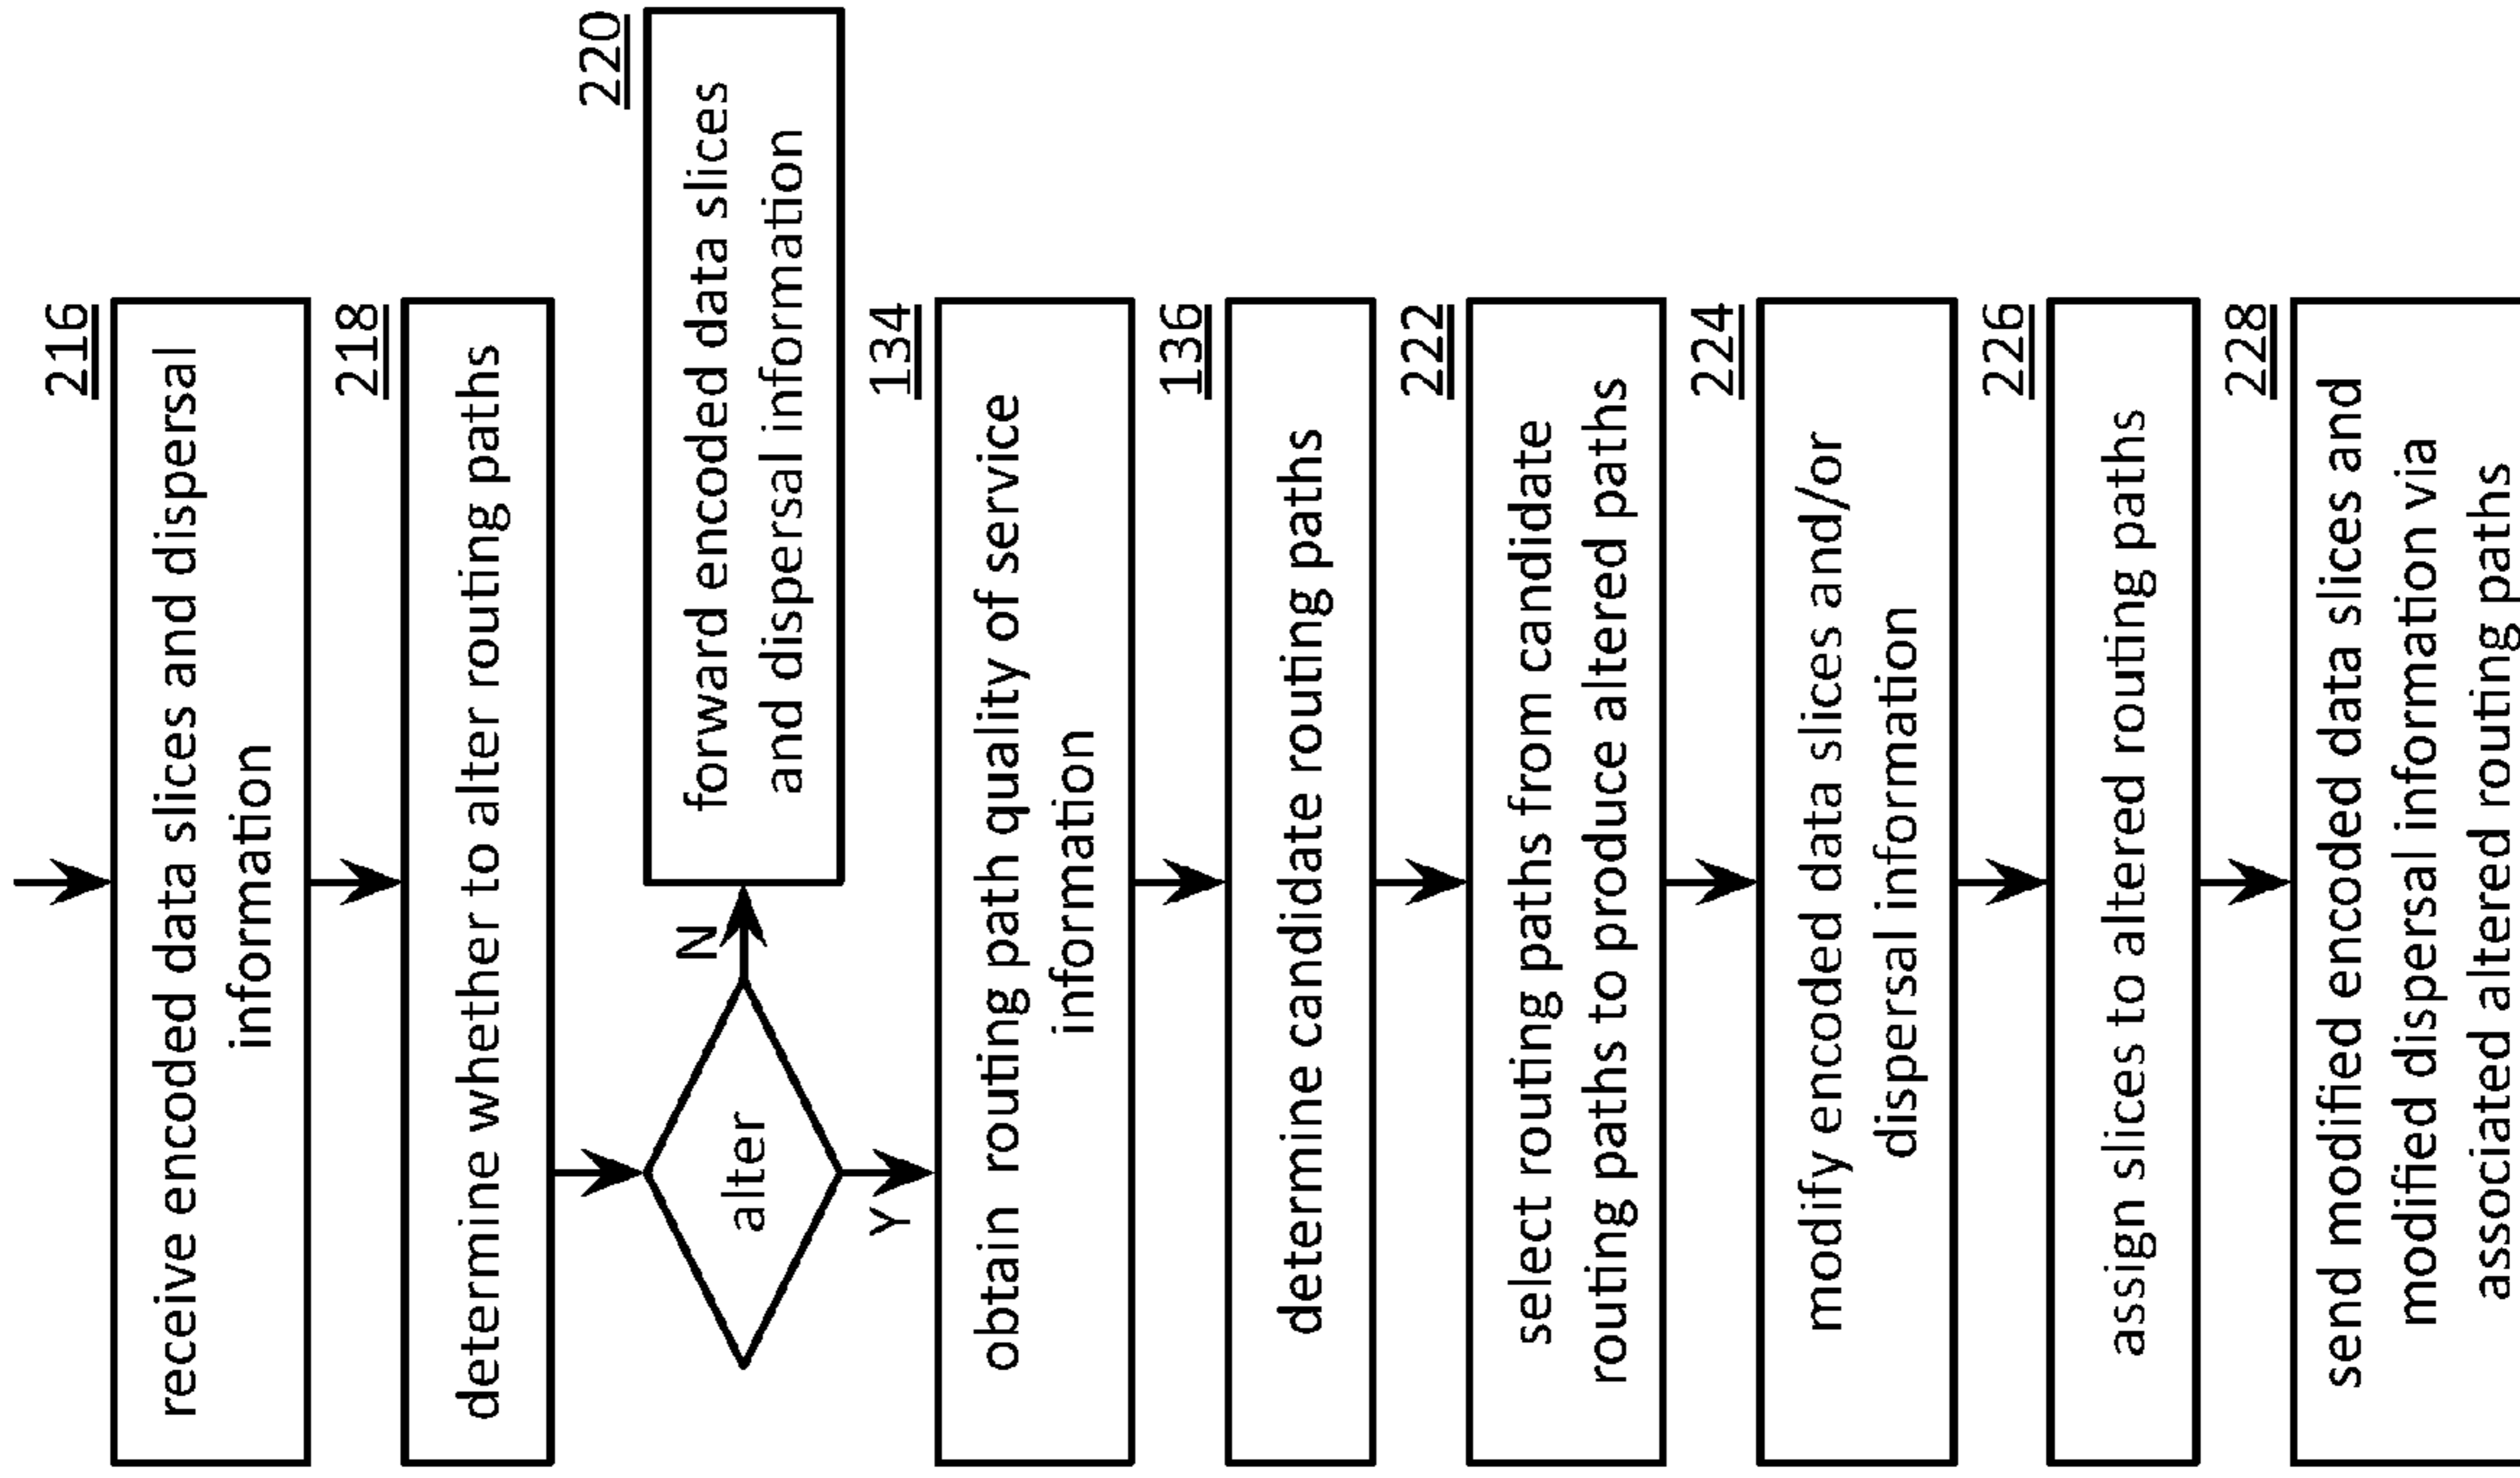 216
receive encoded data slices and dispersal
information
218
determine whether to alter routing paths
alter
N
220
forward encoded data slices
and dispersal information
Y
134
obtain routing path quality of service
information
136
determine candidate routing paths
222
select routing paths from candidate
routing paths to produce altered paths
224
modify encoded data slices and/or
dispersal information
226
assign slices to altered routing paths
228
send modified encoded data slices and
modified dispersal information via
associated altered routing paths